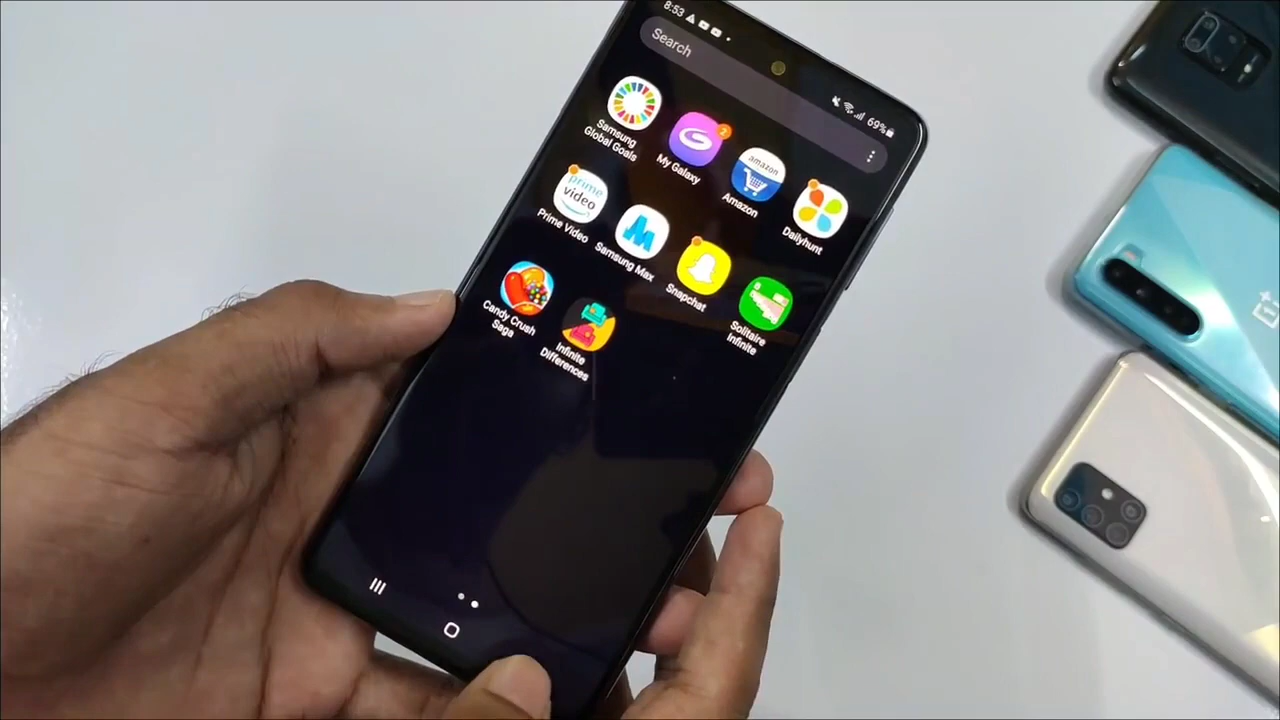 8:53
69%
Search
Samsung
Global Goals
My Galaxy
2
amazon
Amazon
Dailyhunt
prime
video
Prime Video
Samsung Max
Snapchat
Solitaire
Infinite
Candy Crush
Saga
Infinite
Differences